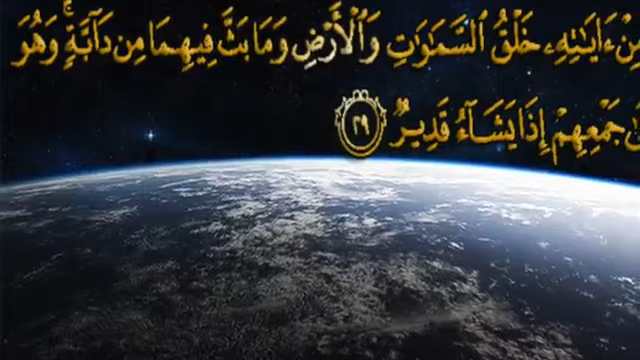 مِنْ ءَايَـٰتِهِۦ خَلْقُ ٱلسَّمَـٰوَٰتِ وَٱلْأَرْضِ وَمَا بَثَّ فِيهِمَا مِن دَآبَّةٍ ۚ وَهُوَ
جَمْعِهِمْ إِذَا يَشَآءُ قَدِيرٌ ٢٩